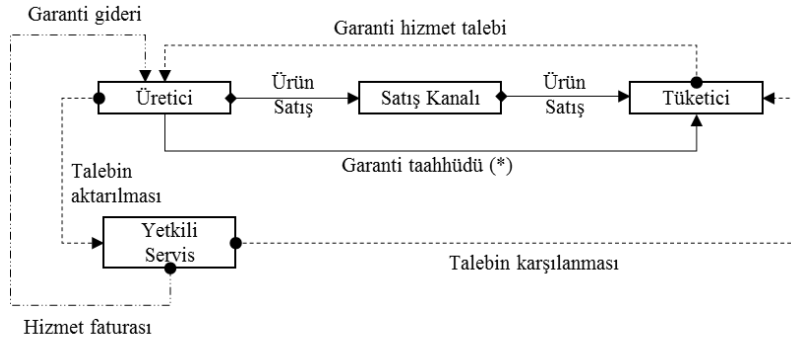 Garanti gideri
Garanti hizmet talebi
Üretici
Ürün
Satış
Satış Kanalı
Ürün
Satış
Tüketici
Garanti taahhüdü (*)
Talebin
aktarılması
Yetkili
Servis
Talebin karşılanması
Hizmet faturası